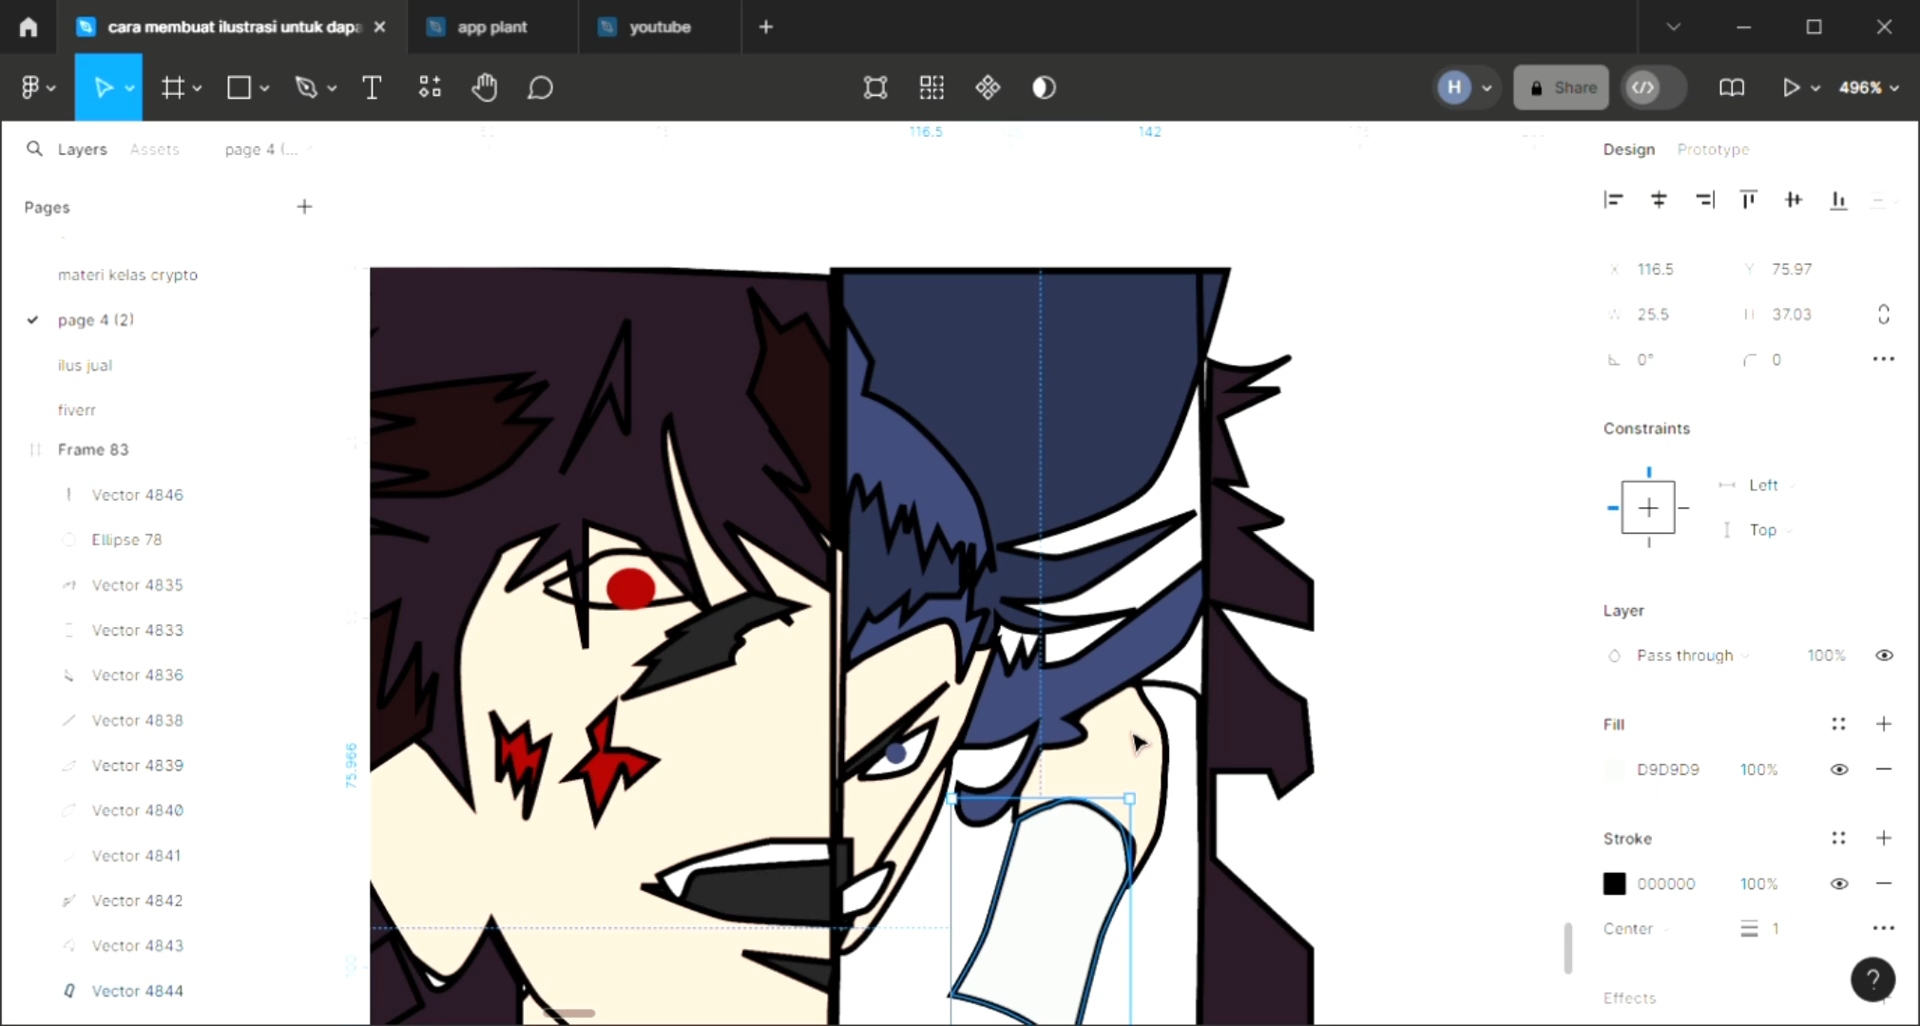 cara membuat ilustrasi untuk dapa
app plant
youtube
H
Share
496%
Layers
Assets
page 4 (...
116.5
142
Design
Prototype
Pages
materi kelas crypto
page 4 (2)
ilus jual
fiverr
Frame 83
Vector 4846
Ellipse 78
Vector 4835
Vector 4833
Vector 4836
Vector 4838
Vector 4839
Vector 4840
Vector 4841
Vector 4842
Vector 4843
Vector 4844
75.966
100
X 116.5
Y 75.97
W 25.5
H 37.03
0°
0
Constraints
Left
Top
Layer
Pass through
100%
Fill
D9D9D9 100%
Stroke
000000 100%
Center
1
Effects
?